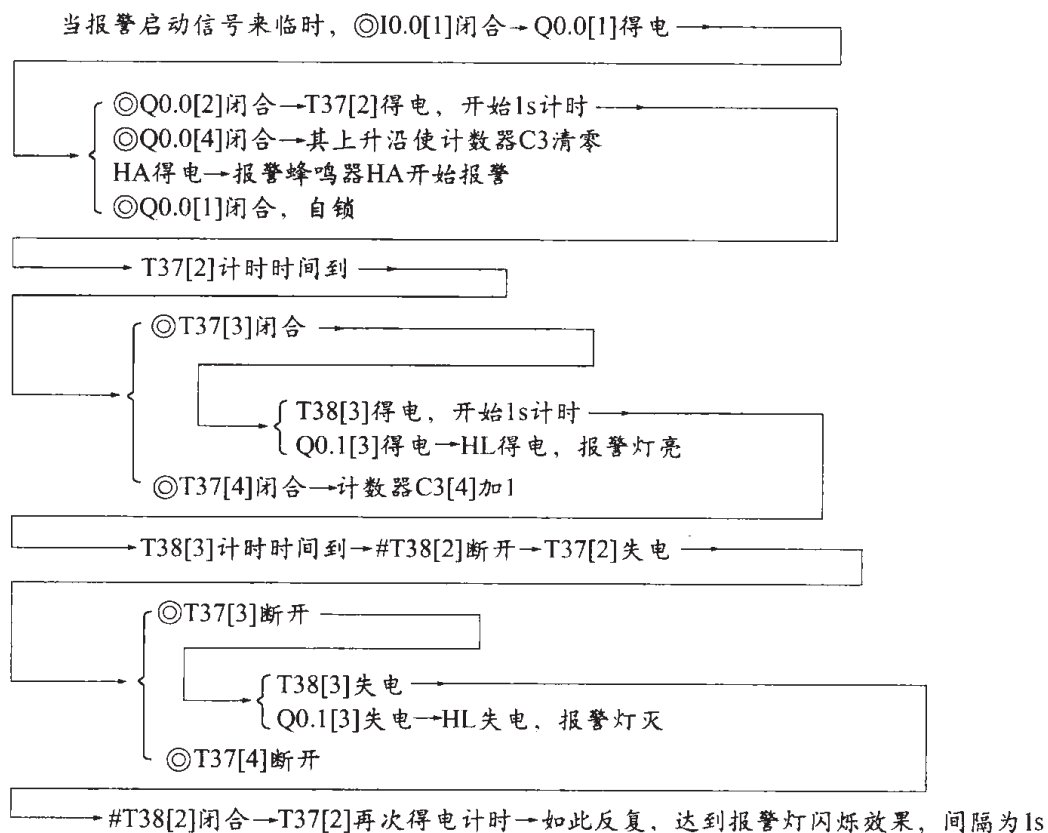 当报警启动信号来临时，◎I0.0[1]闭合→Q0.0[1]得电
◎Q0.0[2]闭合→T37[2]得电，开始1s计时
◎Q0.0[4]闭合→其上升沿使计数器C3清零
HA得电→报警蜂鸣器HA开始报警
◎Q0.0[1]闭合，自锁
T37[2]计时时间到
◎T37[3]闭合
T38[3]得电，开始1s计时
Q0.1[3]得电→HL得电，报警灯亮
◎T37[4]闭合→计数器C3[4]加1
T38[3]计时时间到→#T38[2]断开→T37[2]失电
◎T37[3]断开
T38[3]失电
Q0.1[3]失电→HL失电，报警灯灭
◎T37[4]断开
#T38[2]闭合→T37[2]再次得电计时→如此反复，达到报警灯闪烁效果，间隔为1s